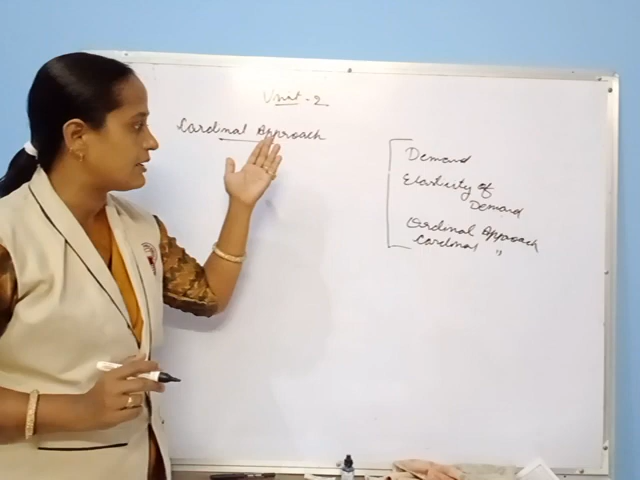 Unit - 2
Cardinal Approach
Demand
Elasticity of
Demand
Ordinal Approach
Cardinal "